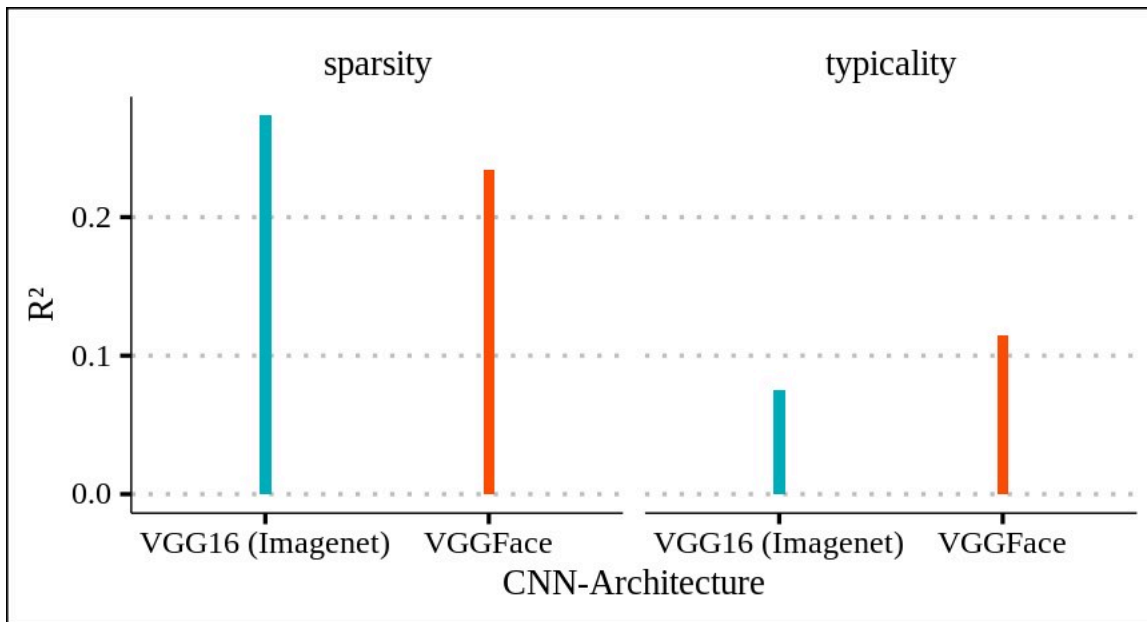 sparsity
typicality
0.2
0.1
0.0
R²
VGG16 (Imagenet)
VGGFace
VGG16 (Imagenet)
VGGFace
CNN-Architecture